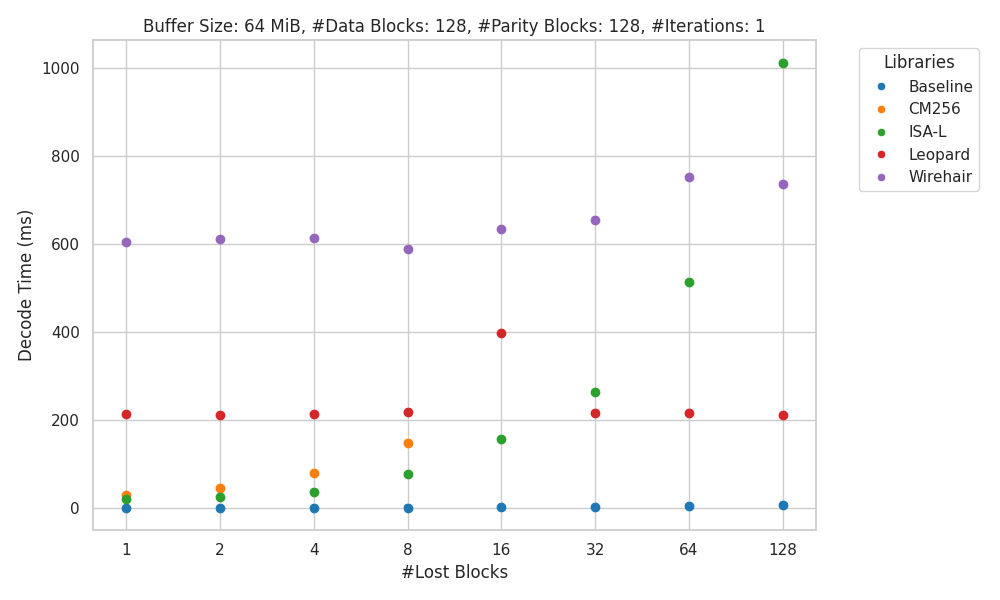 Buffer Size: 64 MiB, #Data Blocks: 128, #Parity Blocks: 128, #Iterations: 1
1000
800
600
400
200
0
Decode Time (ms)
1 2 4 8 16 32 64 128
#Lost Blocks
Libraries
Baseline
CM256
ISA-L
Leopard
Wirehair